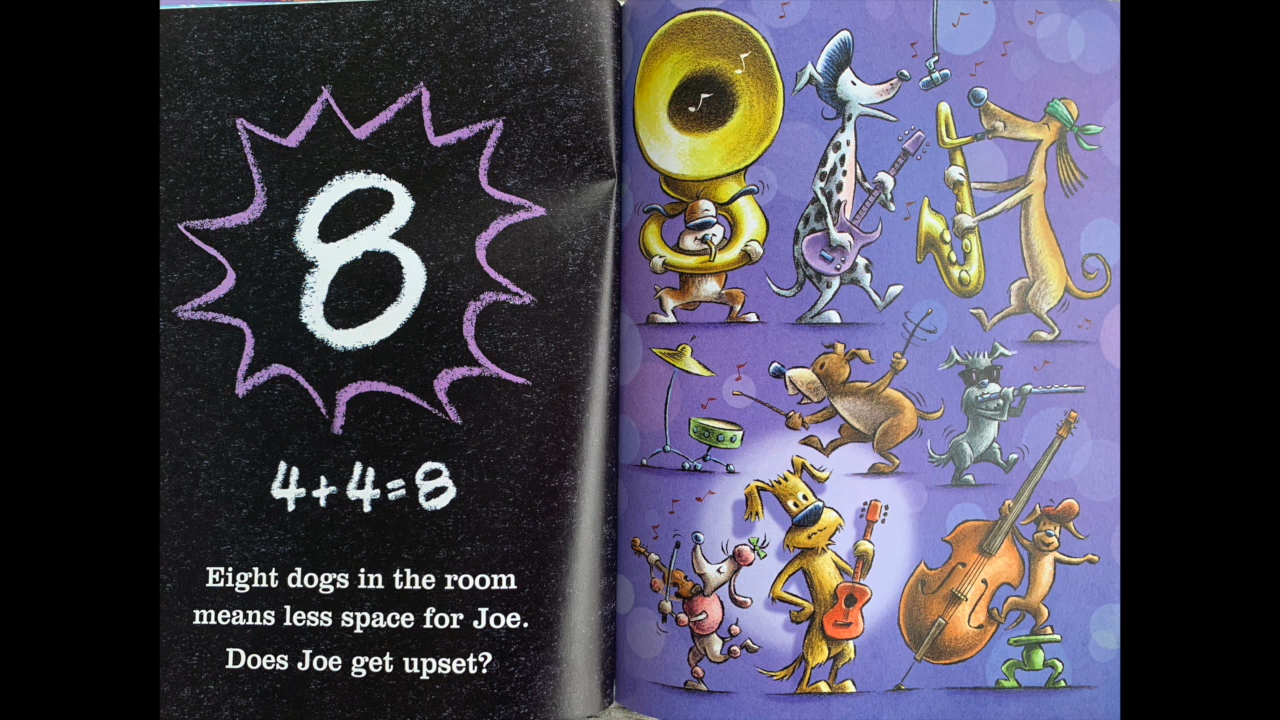 8
4+4=8
Eight dogs in the room
means less space for Joe.
Does Joe get upset?